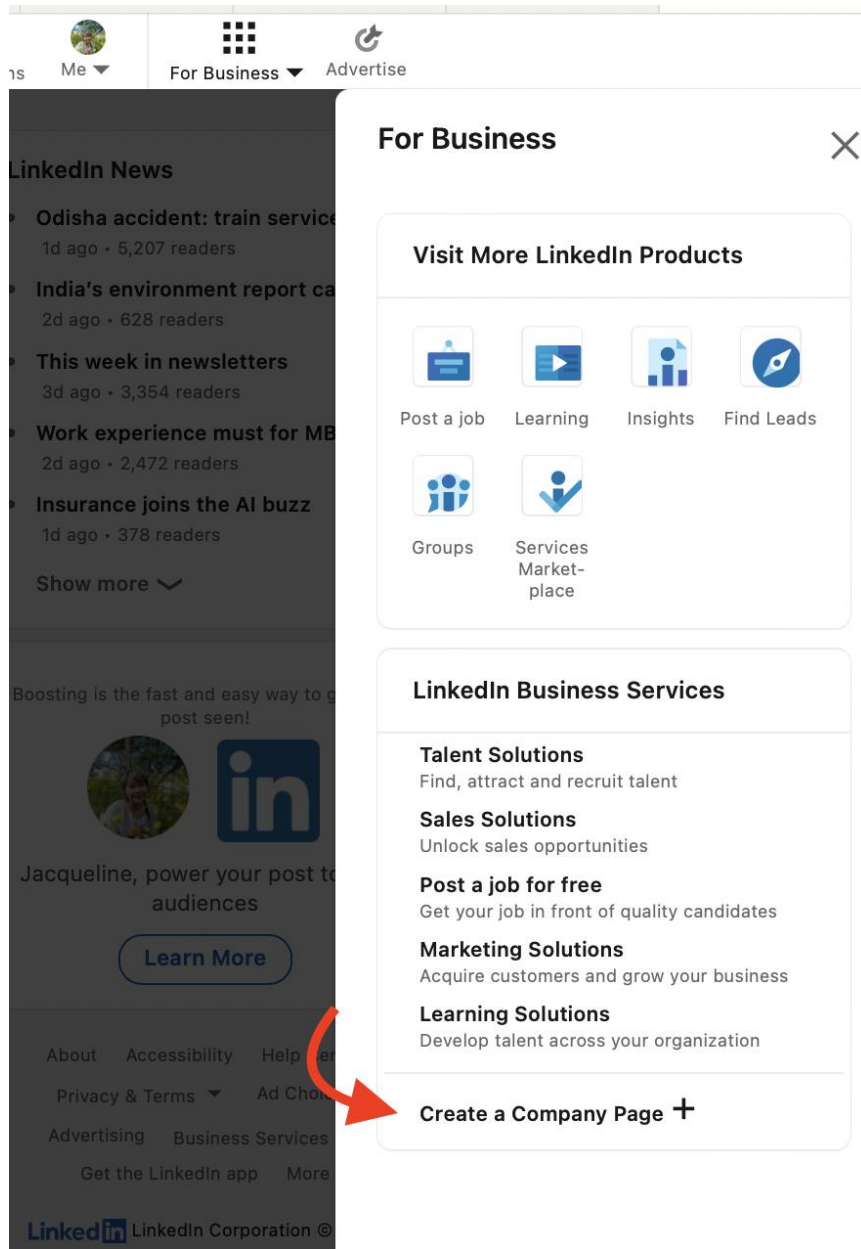 ns
Me
For Business
Advertise
LinkedIn News
Odisha accident: train service
1d ago • 5,207 readers
India's environment report ca
2d ago • 628 readers
This week in newsletters
3d ago • 3,354 readers
Work experience must for MB
2d ago • 2,472 readers
Insurance joins the AI buzz
1d ago • 378 readers
Show more
Boosting is the fast and easy way to g
post seen!
in
Jacqueline, power your post to
audiences
Learn More
About Accessibility Help
Privacy & Terms Ad Choi
Advertising Business Services
Get the LinkedIn app More
Linked in LinkedIn Corporation ©
For Business
Visit More LinkedIn Products
Post a job
Learning
Insights
Find Leads
Groups
Services
Market-
place
LinkedIn Business Services
Talent Solutions
Find, attract and recruit talent
Sales Solutions
Unlock sales opportunities
Post a job for free
Get your job in front of quality candidates
Marketing Solutions
Acquire customers and grow your business
Learning Solutions
Develop talent across your organization
Create a Company Page +